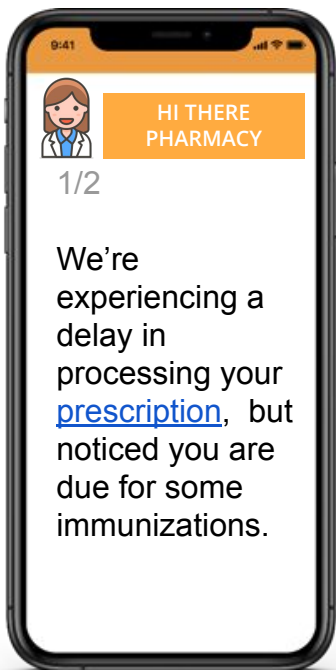 9:41
HI THERE
PHARMACY
1/2
We’re
experiencing a
delay in
processing your
prescription,  but
noticed you are
due for some
immunizations.